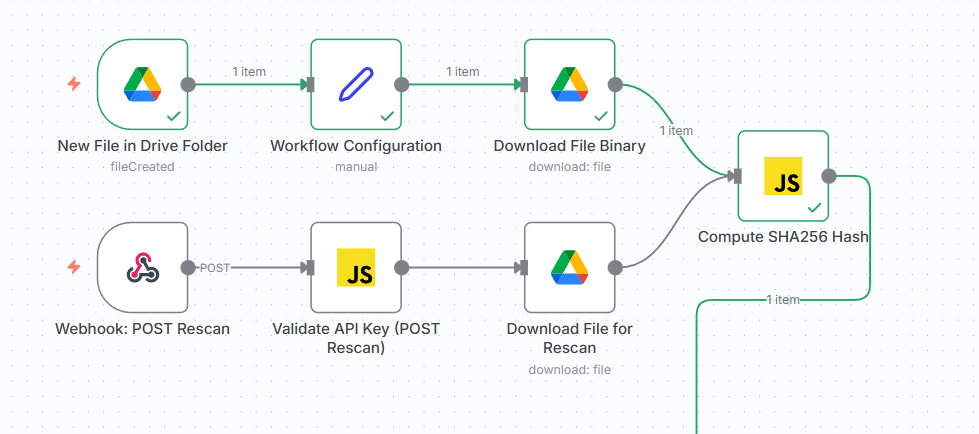 1 item
1 item
New File in Drive Folder
fileCreated
Workflow Configuration
manual
Download File Binary
download: file
1 item
JS
Compute SHA256 Hash
POST
JS
Webhook: POST Rescan
Validate API Key (POST
Rescan)
Download File for
Rescan
download: file
1 item